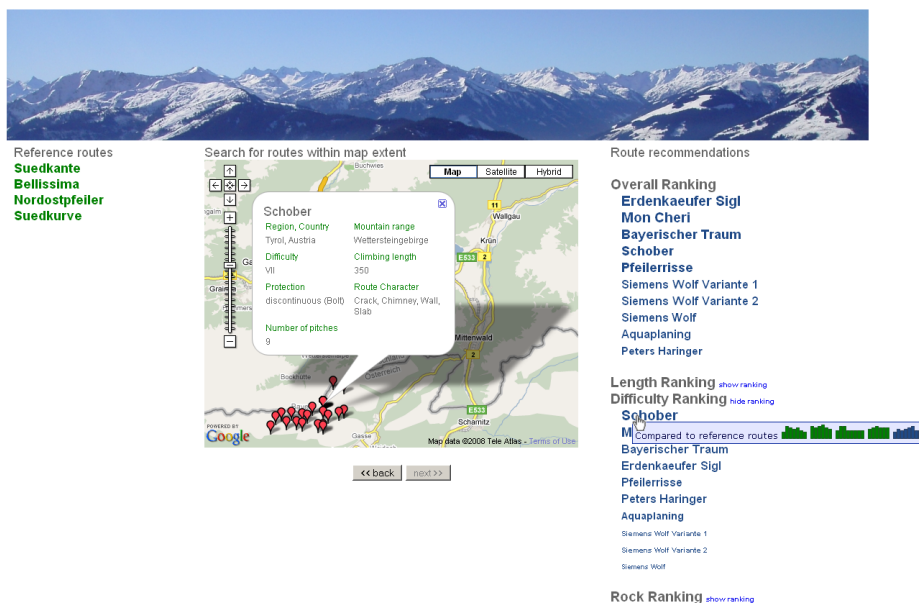 Reference routes
Suedkante
Bellissima
Nordostpfeiler
Suedkurve
Search for routes within map extent
Buchwies
Map Satellite Hybrid
11
Wallgau
Krün
E533 2
Schober
Region, Country Mountain range
Tyrol, Austria Wettersteingebirge
Difficulty Climbing length
VII 350
Protection Route Character
discontinuous (Bolt) Crack, Chimney, Wall,
Slab
Number of pitches
9
Mittenwald
2
Österreich
E533
Scharnitz
Gasse
POWERED BY
Google
Map data ©2008 Tele Atlas - Terms of Use
<< back next >>
Route recommendations
Overall Ranking
Erdenkaeufer Sigl
Mon Cheri
Bayerischer Traum
Schober
Pfeilerrisse
Siemens Wolf Variante 1
Siemens Wolf Variante 2
Siemens Wolf
Aquaplaning
Peters Haringer
Length Ranking show ranking
Difficulty Ranking hide ranking
Schober
Compared to reference routes
Bayerischer Traum
Erdenkaeufer Sigl
Pfeilerrisse
Peters Haringer
Aquaplaning
Siemens Wolf Variante 1
Siemens Wolf Variante 2
Siemens Wolf
Rock Ranking show ranking